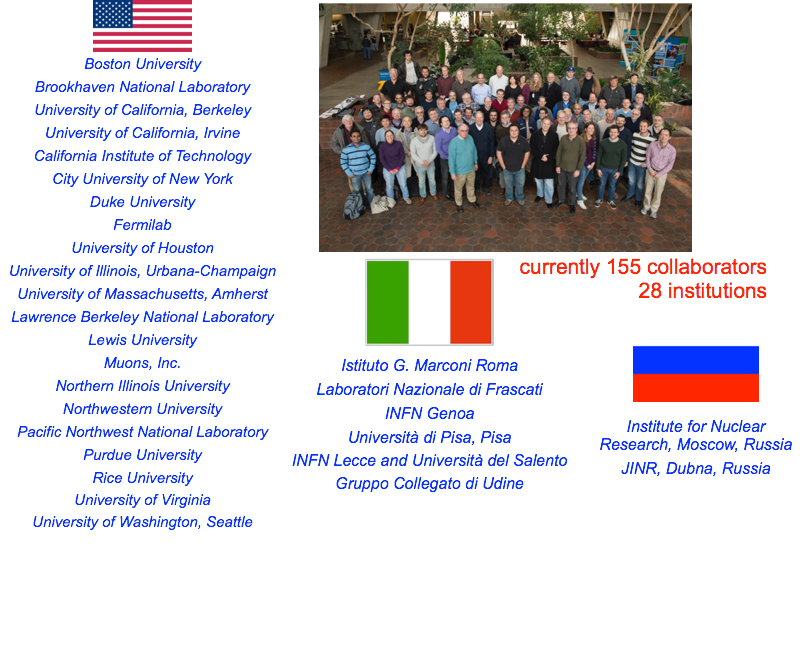 Boston University
Brookhaven National Laboratory
University of California, Berkeley
University of California, Irvine
California Institute of Technology
City University of New York
Duke University
Fermilab
University of Houston
University of Illinois, Urbana-Champaign
University of Massachusetts, Amherst
Lawrence Berkeley National Laboratory
Lewis University
Muons, Inc.
Northern Illinois University
Northwestern University
Pacific Northwest National Laboratory
Purdue University
Rice University
University of Virginia
University of Washington, Seattle
currently 155 collaborators
28 institutions
Istituto G. Marconi Roma
Laboratori Nazionale di Frascati
INFN Genoa
Università di Pisa, Pisa
INFN Lecce and Università del Salento
Gruppo Collegato di Udine
Institute for Nuclear
Research, Moscow, Russia
JINR, Dubna, Russia